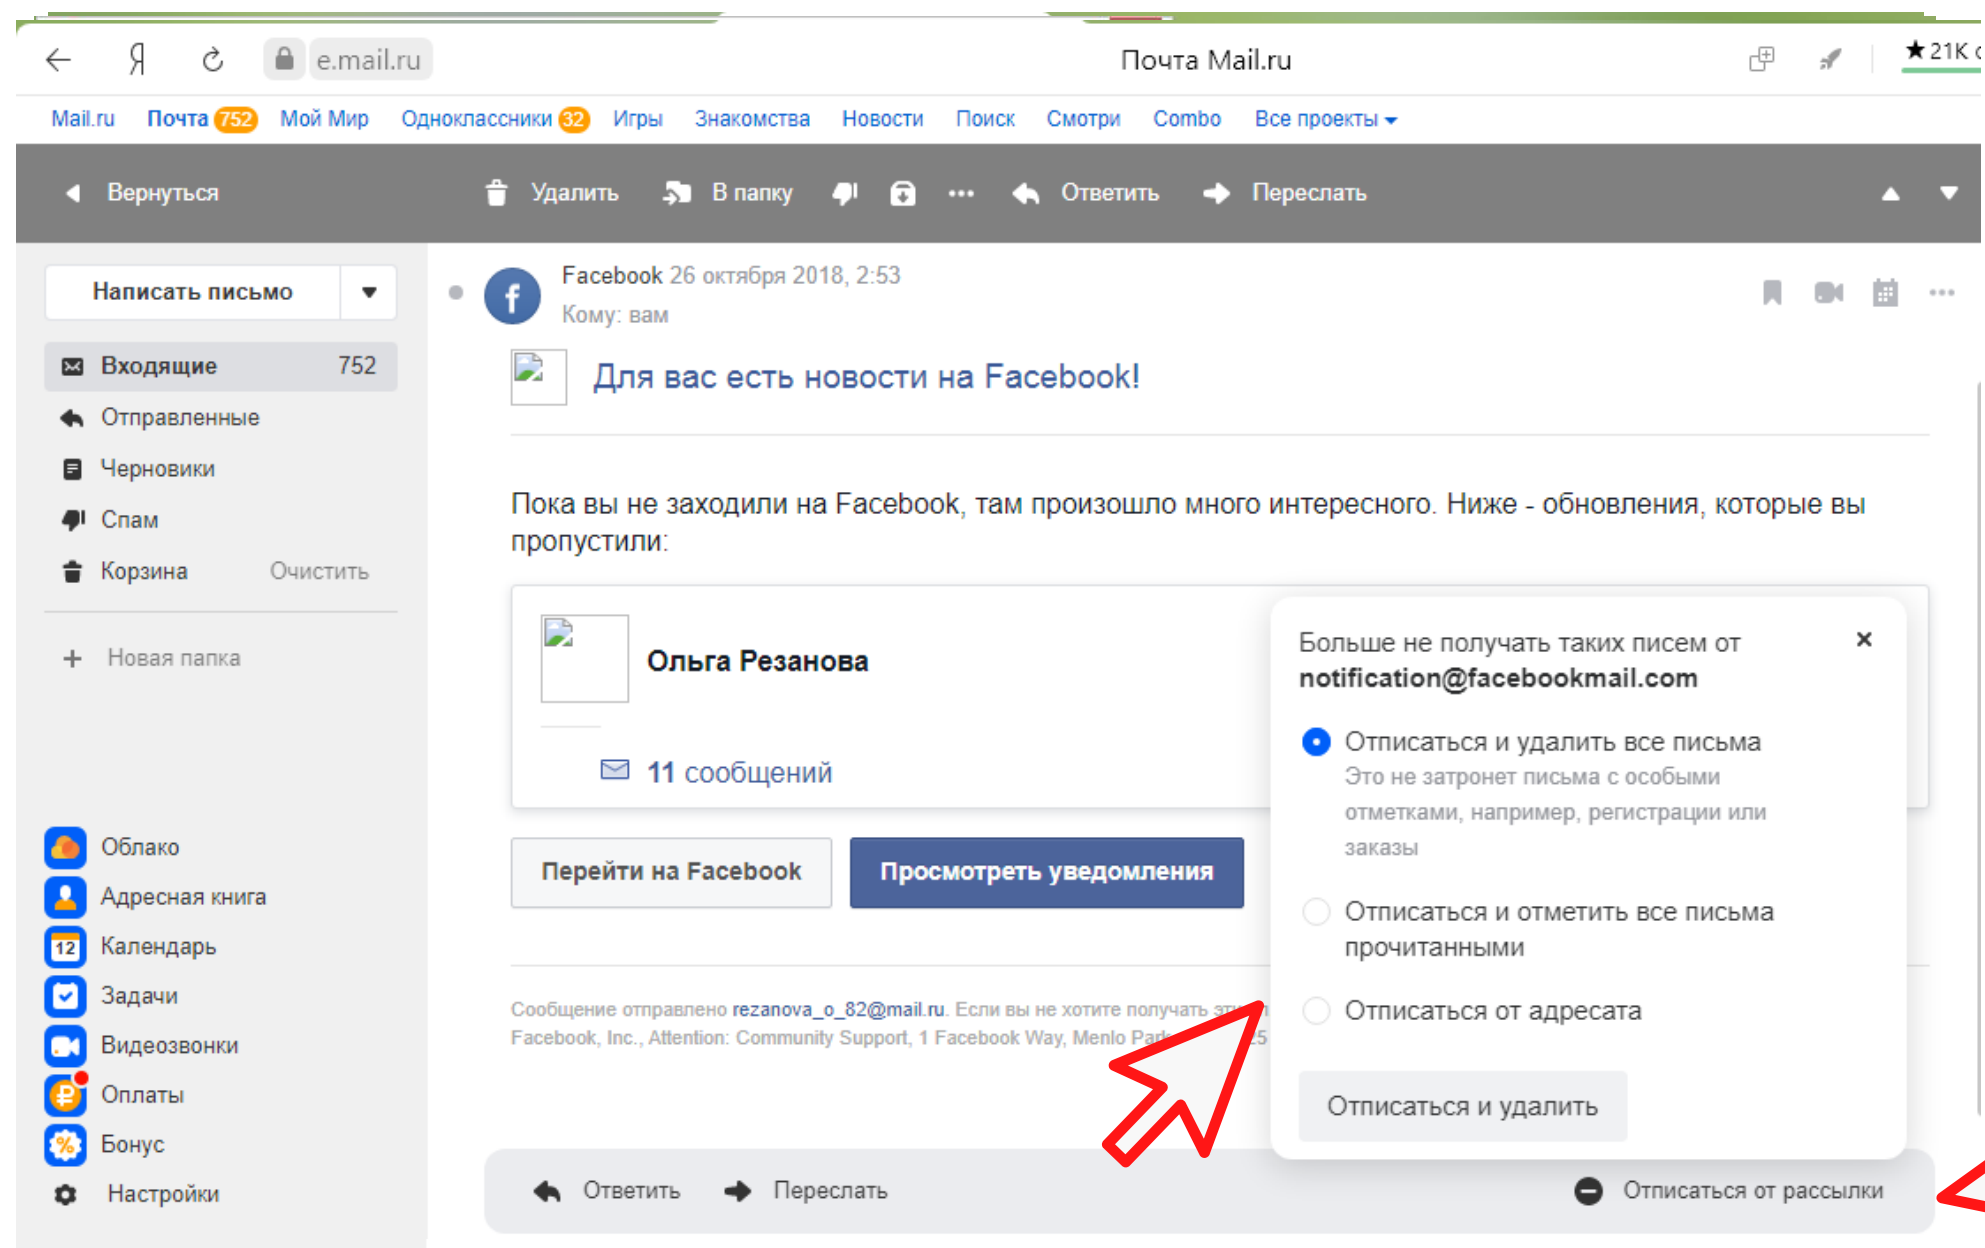 Я e.mail.ru Почта Mail.ru ★21K
Mail.ru Почта 752 Мой Мир Одноклассники 32 Игры Знакомства Новости Поиск Смотри Combo Все проекты
Вернуться Удалить В папку Ответить Переслать
Написать письмо
Входящие 752
Отправленные
Черновики
Спам
Корзина Очистить
Новая папка
Облако
Адресная книга
12 Календарь
Задачи
Видеозвонки
Оплаты
Бонус
Настройки
Facebook 26 октября 2018, 2:53
Кому: вам
Для вас есть новости на Facebook!
Пока вы не заходили на Facebook, там произошло много интересного. Ниже - обновления, которые вы
пропустили:
Ольга Резанова
11 сообщений
Перейти на Facebook Просмотреть уведомления
Сообщение отправлено rezanova_o_82@mail.ru. Если вы не хотите получать
Facebook, Inc., Attention: Community Support, 1 Facebook Way, Menlo
Больше не получать таких писем от
notification@facebookmail.com
Отписаться и удалить все письма
Это не затронет письма с особыми
отметками, например, регистрации или
заказы
Отписаться и отметить все письма
прочитанными
Отписаться от адресата
Отписаться и удалить
Ответить Переслать Отписаться от рассылки